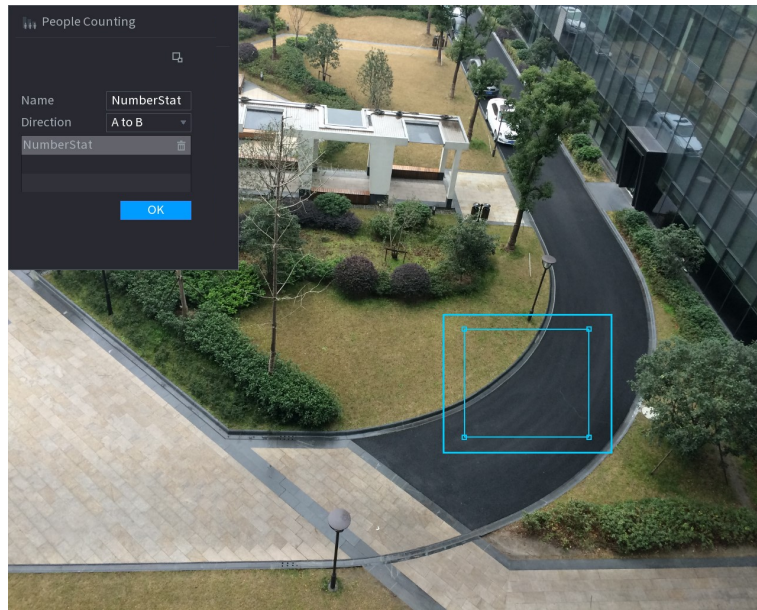 People Counting
Name NumberStat
Direction A to B
NumberStat
OK